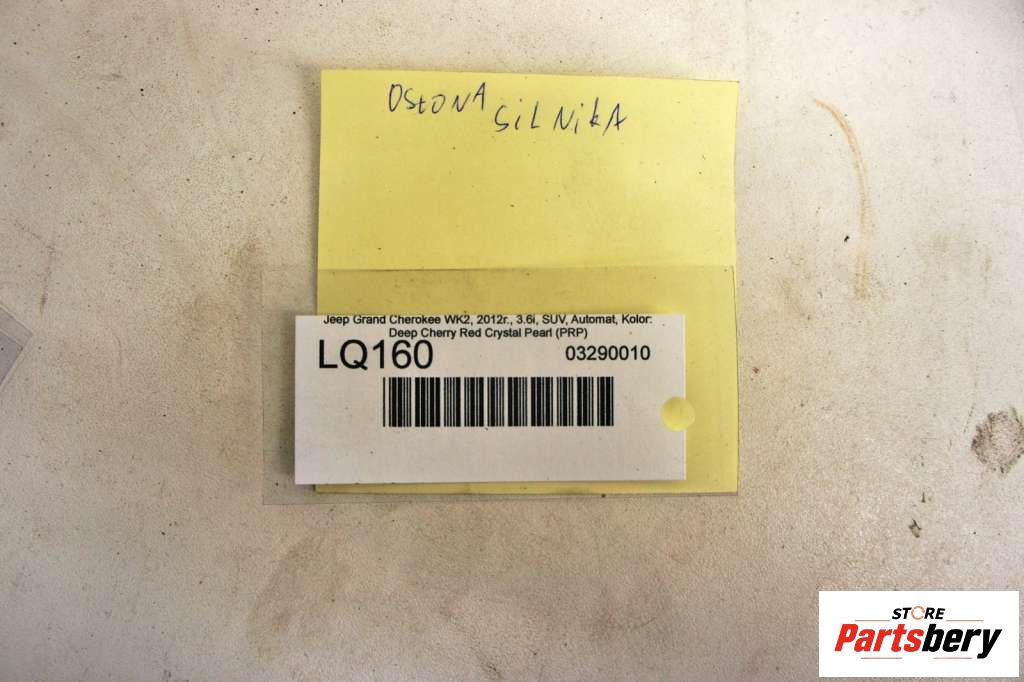 OSŁONA
SiLNikA
Jeep Grand Cherokee WK2, 2012r., 3.6i, SUV, Automat, Kolor:
Deep Cherry Red Crystal Pearl (PRP)
LQ160 03290010
STORE
Partsbery